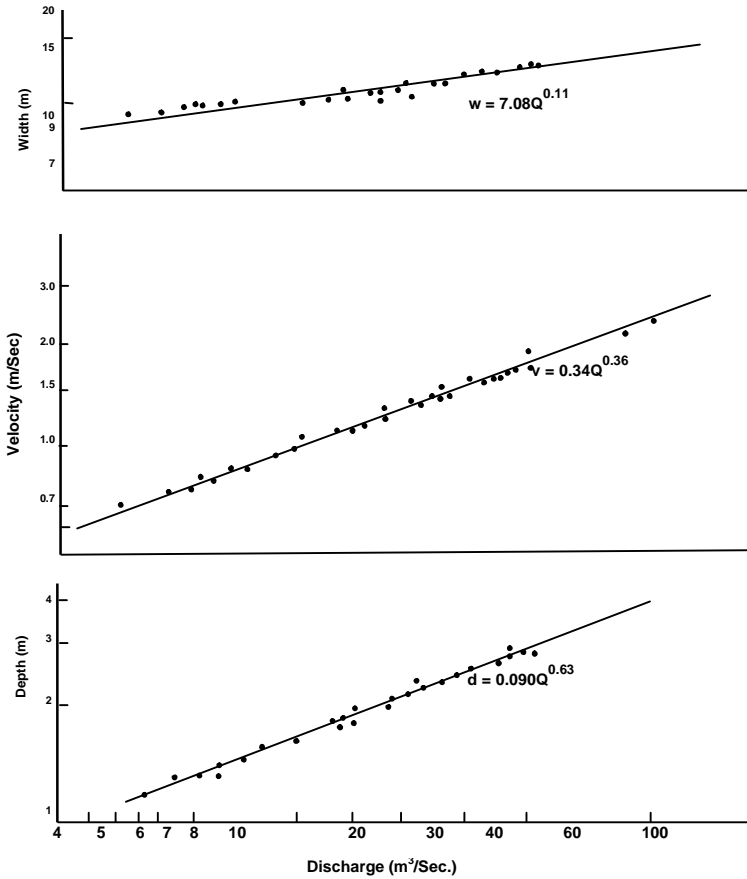 20
15
10
9
7
Width (m)
w = 7.08Q^0.11
3.0
2.0
1.5
1.0
0.7
Velocity (m/Sec)
v = 0.34Q^0.36
4
3
2
1
Depth (m)
d = 0.090Q^0.63
4 5 6 7 8 10 20 30 40 60 100
Discharge (m³/Sec.)